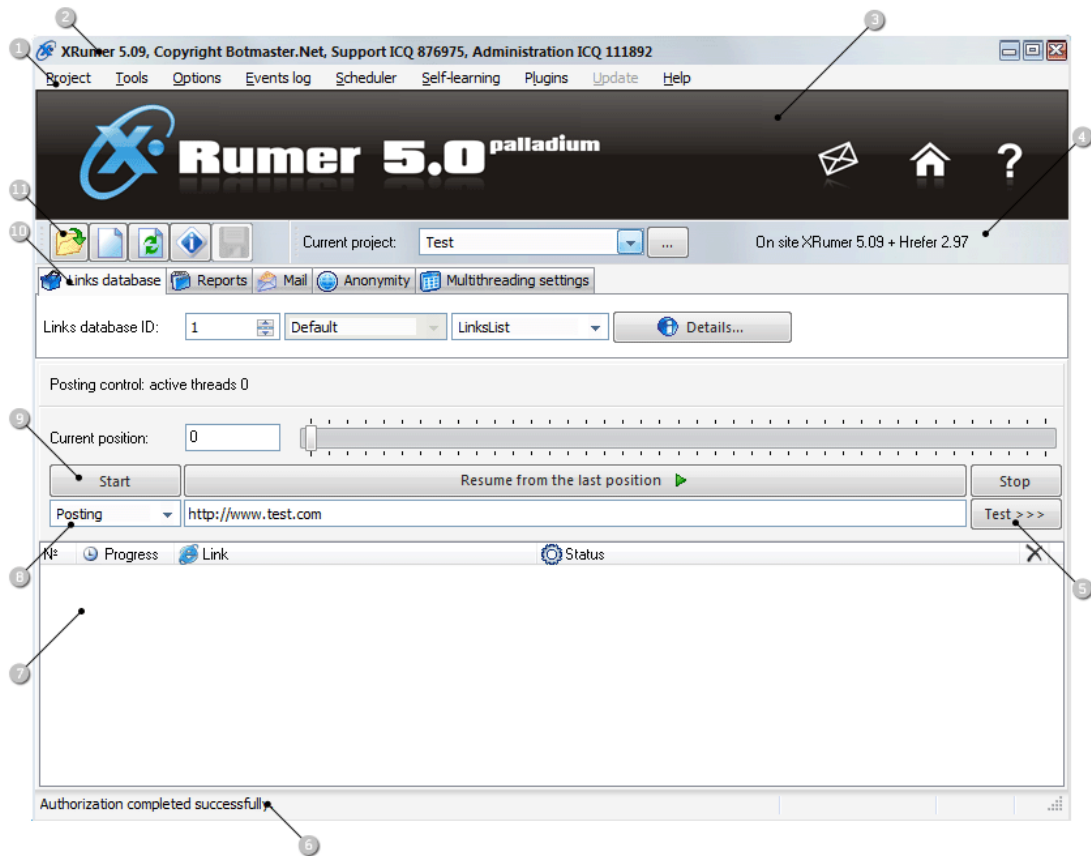 2
3
1
XRumer 5.09, Copyright Botmaster.Net, Support ICQ 876975, Administration ICQ 111892
Project Tools Options Events log Scheduler Self-learning Plugins Update Help
X Rumer 5.0 palladium
?
4
11
10
Current project: Test ... On site XRumer 5.09 + Hrefer 2.97
Links database Reports Mail Anonymity Multithreading settings
Links database ID: 1 Default LinksList Details...
Posting control: active threads 0
9
Current position: 0
Start Resume from the last position Stop
Posting http://www.test.com Test >>>
8
5
№ Progress Link Status
7
Authorization completed successfully
6